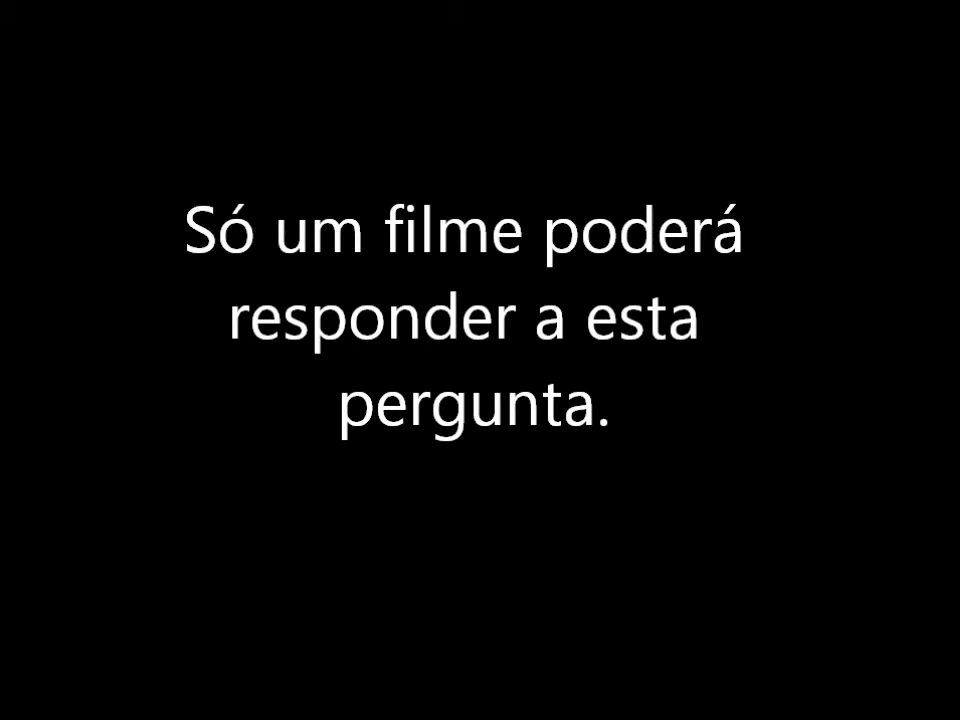 Só um filme poderá
responder a esta
pergunta.